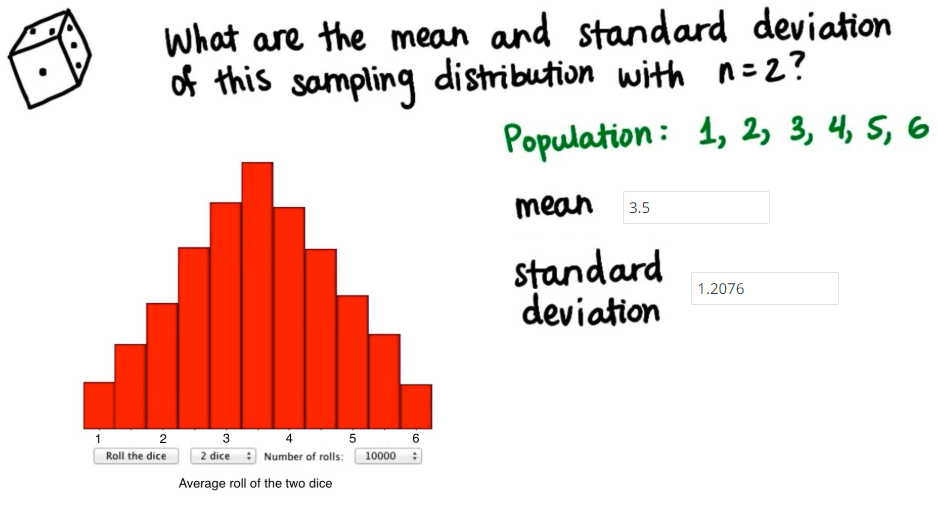 What are the mean and standard deviation
of this sampling distribution with n=2?
Population: 1, 2, 3, 4, 5, 6
mean 3.5
standard
deviation 1.2076
1 2 3 4 5 6
Roll the dice 2 dice Number of rolls: 10000
Average roll of the two dice